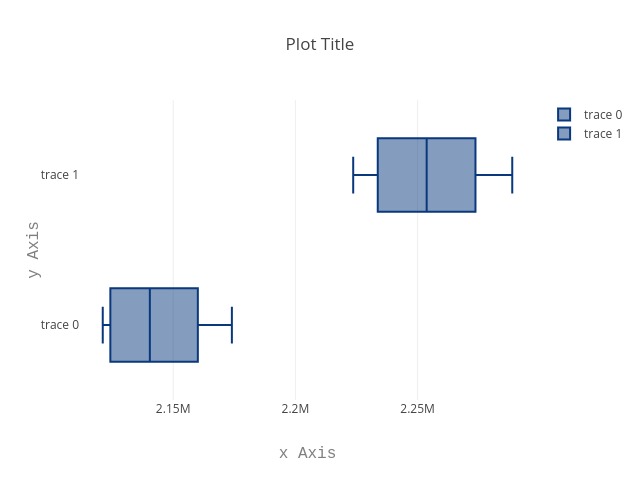 Plot Title
trace 0
trace 1
trace 1
trace 0
y Axis
2.15M
2.2M
2.25M
x Axis